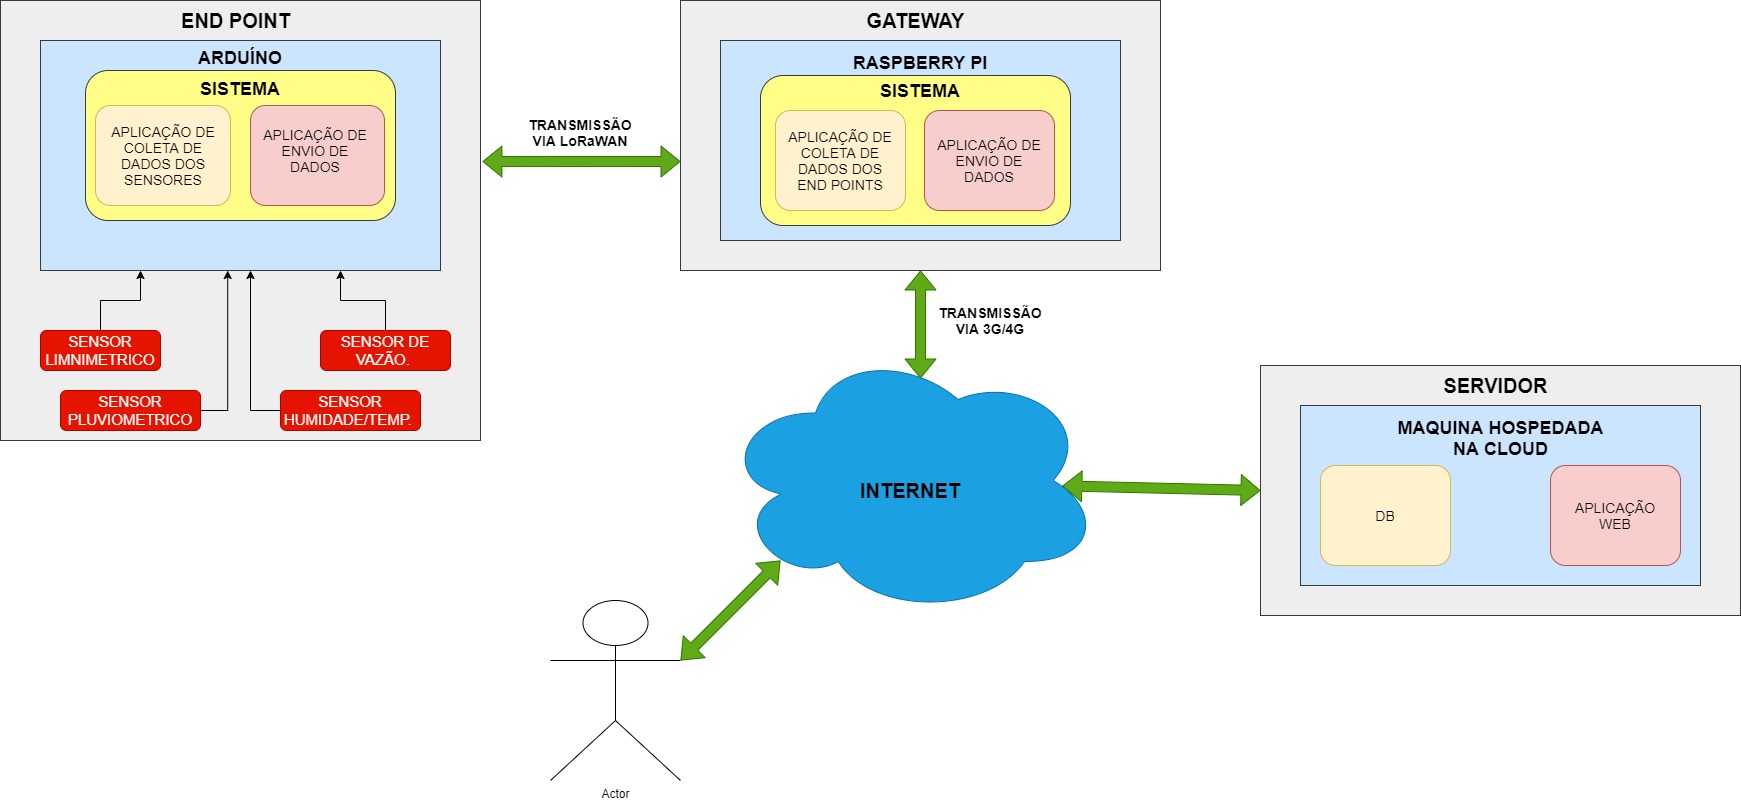 END POINT
ARDUÍNO
SISTEMA
APLICAÇÃO DE
COLETA DE
DADOS DOS
SENSORES
APLICAÇÃO DE
ENVIO DE
DADOS
SENSOR
LIMNIMETRICO
SENSOR DE
VAZÃO.
SENSOR
PLUVIOMETRICO
SENSOR
HUMIDADE/TEMP.
TRANSMISSÃO
VIA LoRaWAN
GATEWAY
RASPBERRY PI
SISTEMA
APLICAÇÃO DE
COLETA DE
DADOS DOS
END POINTS
APLICAÇÃO DE
ENVIO DE
DADOS
TRANSMISSÃO
VIA 3G/4G
INTERNET
SERVIDOR
MAQUINA HOSPEDADA
NA CLOUD
DB
APLICAÇÃO
WEB
Actor